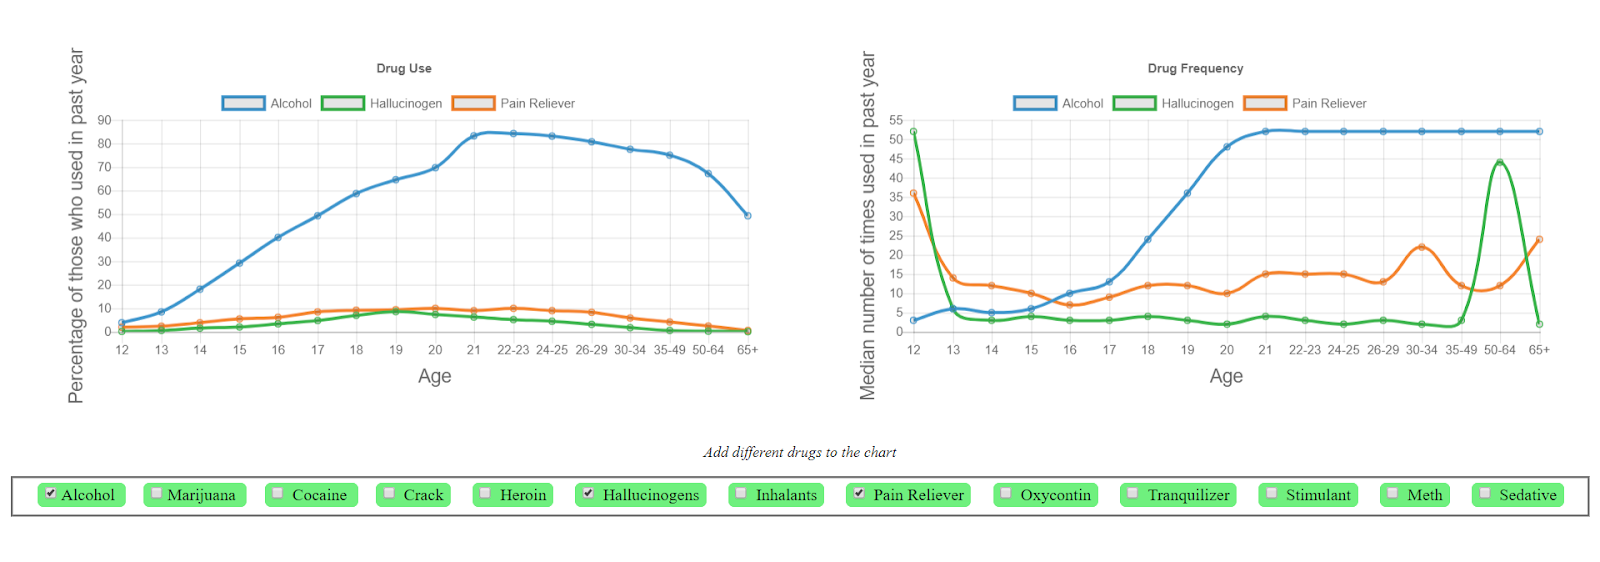 Drug Use
Alcohol Hallucinogen Pain Reliever
Percentage of those who used in past year
90
80
70
60
50
40
30
20
10
0
12 13 14 15 16 17 18 19 20 21 22-23 24-25 26-29 30-34 35-49 50-64 65+
Age
Drug Frequency
Alcohol Hallucinogen Pain Reliever
Median number of times used in past year
55
50
45
40
35
30
25
20
15
10
5
0
12 13 14 15 16 17 18 19 20 21 22-23 24-25 26-29 30-34 35-49 50-64 65+
Age
Add different drugs to the chart
Alcohol Marijuana Cocaine Crack Heroin Hallucinogens Inhalants Pain Reliever Oxycontin Tranquilizer Stimulant Meth Sedative